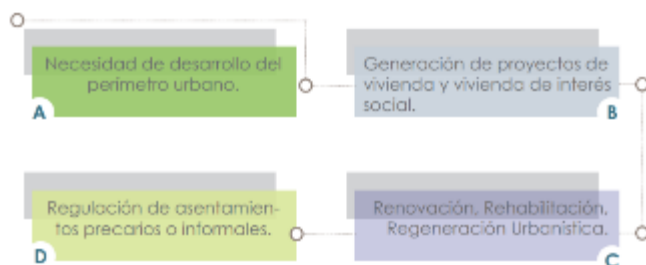 Necesidad de desarrollo del
perímetro urbano.
A
Generación de proyectos de
vivienda y vivienda de interés
social.
B
Regulación de asentamien-
tos precarios o informales.
D
Renovación, Rehabilitación,
Regeneración Urbanística.
C